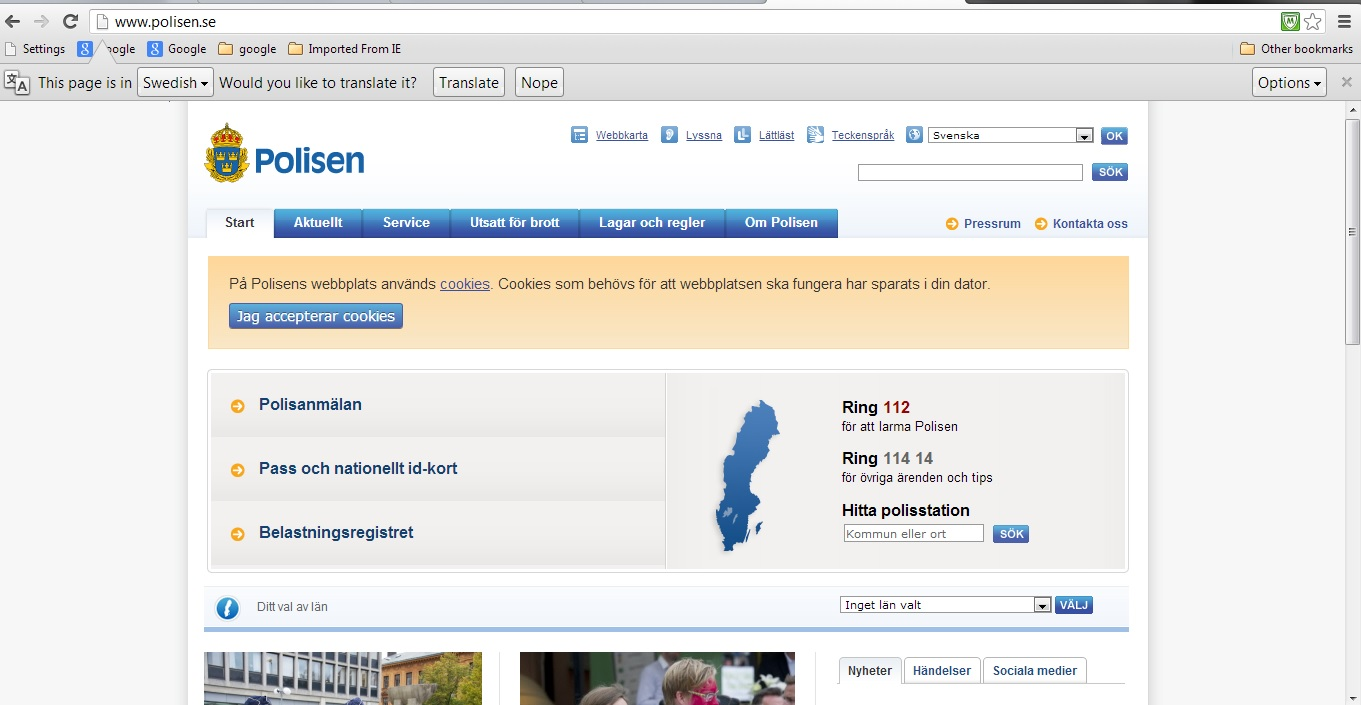 www.polisen.se
Settings
Google
google
Imported From IE
Other bookmarks
This page is in Swedish Would you like to translate it? Translate Nope Options
Polisen
Webbkarta Lyssna Lättläst Teckenspråk Svenska OK
SÖK
Start Aktuellt Service Utsatt för brott Lagar och regler Om Polisen Pressrum Kontakta oss
På Polisens webbplats används cookies. Cookies som behövs för att webbplatsen ska fungera har sparats i din dator.
Jag accepterar cookies
Polisanmälan
Pass och nationellt id-kort
Belastningsregistret
Ring 112
för att larma Polisen
Ring 114 14
för övriga ärenden och tips
Hitta polisstation
Kommun eller ort SÖK
Ditt val av län Inget län valt VÄLJ
Nyheter Händelser Sociala medier